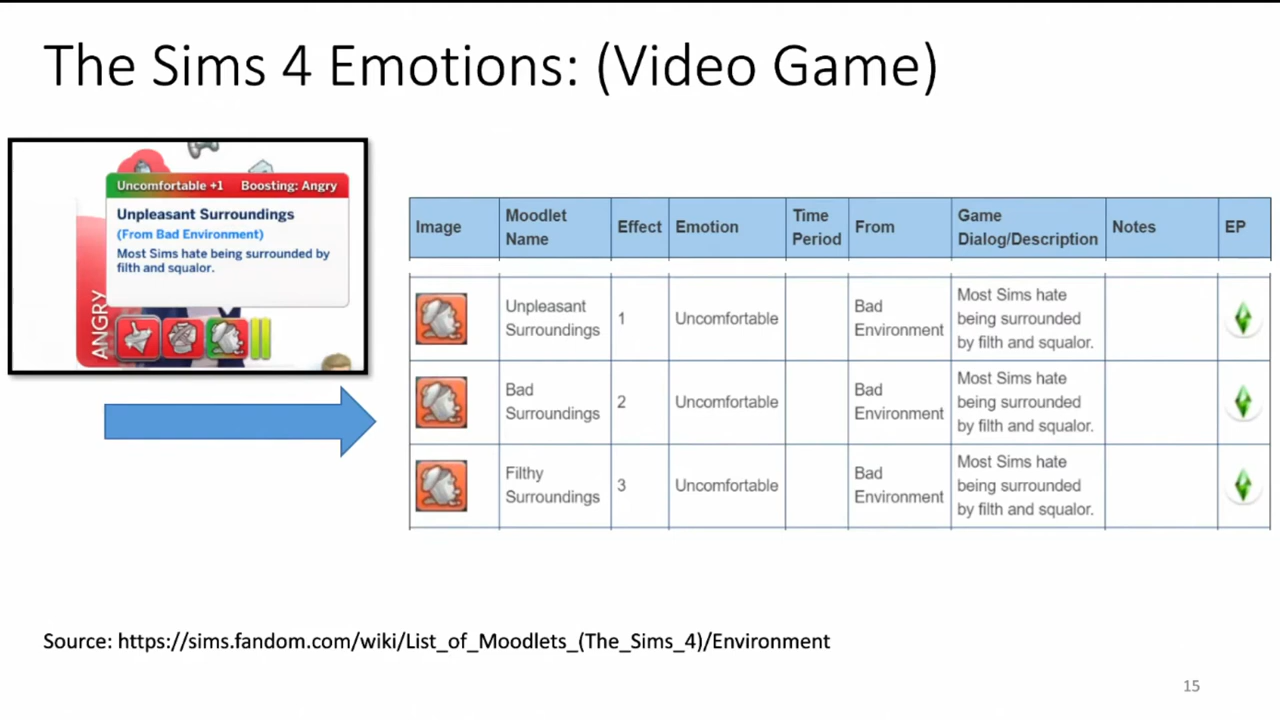 The Sims 4 Emotions: (Video Game)
Uncomfortable +1 Boosting: Angry
Unpleasant Surroundings
(From Bad Environment)
Most Sims hate being surrounded by
filth and squalor.
ANGRY
Image Moodlet Name Effect Emotion Time Period From Game Dialog/Description Notes EP
Unpleasant Surroundings 1 Uncomfortable Bad Environment Most Sims hate being surrounded by filth and squalor.
Bad Surroundings 2 Uncomfortable Bad Environment Most Sims hate being surrounded by filth and squalor.
Filthy Surroundings 3 Uncomfortable Bad Environment Most Sims hate being surrounded by filth and squalor.
Source: https://sims.fandom.com/wiki/List_of_Moodlets_(The_Sims_4)/Environment
15